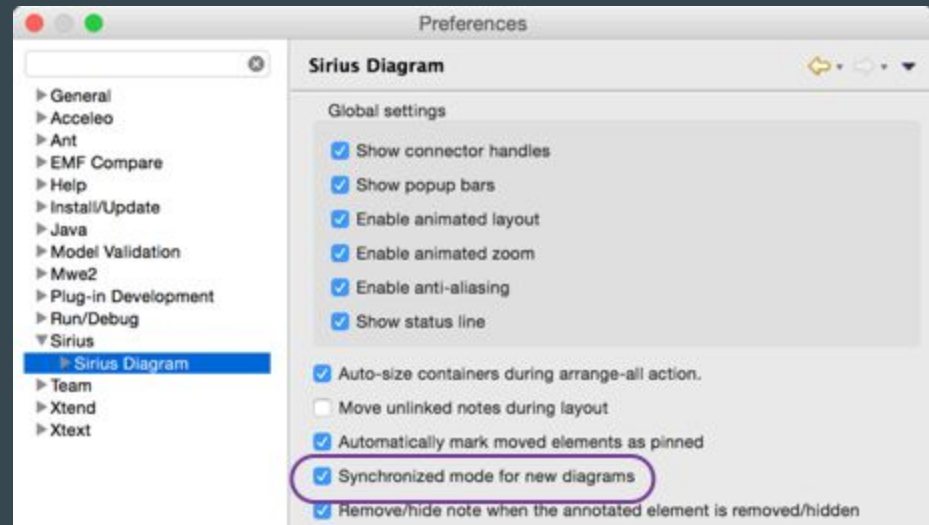 Preferences
General
Acceleo
Ant
EMF Compare
Help
Install/Update
Java
Model Validation
Mwe2
Plug-in Development
Run/Debug
Sirius
Sirius Diagram
Team
Xtend
Xtext
Sirius Diagram
Global settings
Show connector handles
Show popup bars
Enable animated layout
Enable animated zoom
Enable anti-aliasing
Show status line
Auto-size containers during arrange-all action.
Move unlinked notes during layout
Automatically mark moved elements as pinned
Synchronized mode for new diagrams
Remove/hide note when the annotated element is removed/hidden